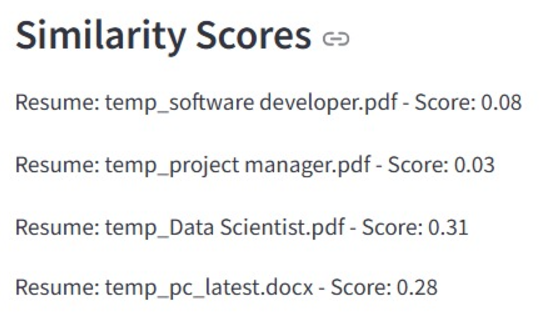 Similarity Scores
Resume: temp_software developer.pdf - Score: 0.08
Resume: temp_project manager.pdf - Score: 0.03
Resume: temp_Data Scientist.pdf - Score: 0.31
Resume: temp_pc_latest.docx - Score: 0.28